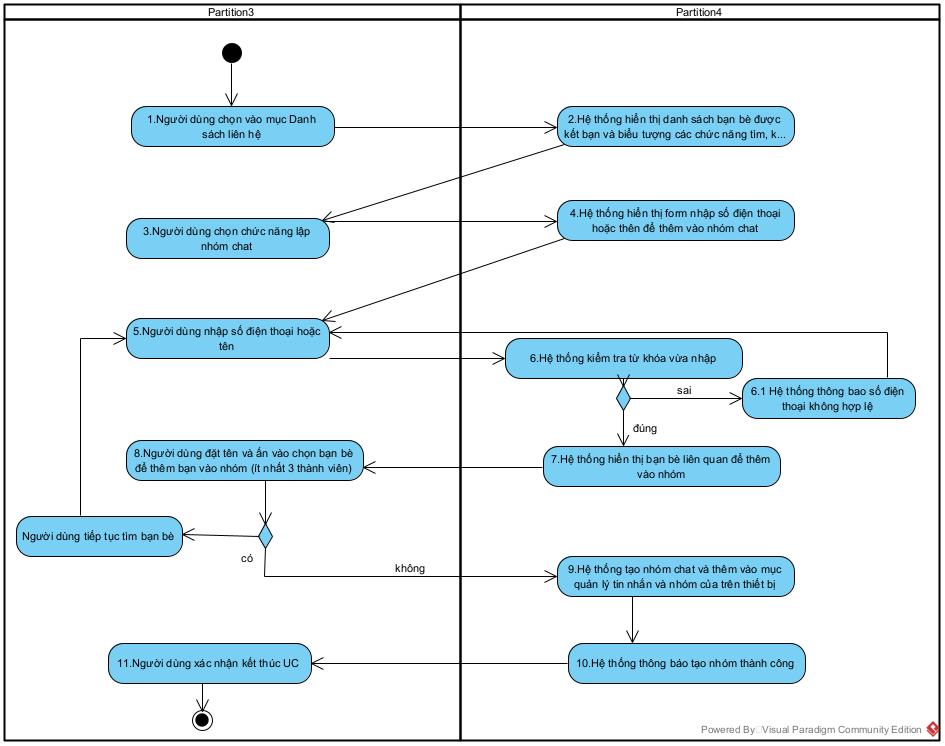 Partition3
Partition4
1.Người dùng chọn vào mục Danh
sách liên hệ
2.Hệ thống hiển thị danh sách bạn bè được
kết bạn và biểu tượng các chức năng tìm, k...
3.Người dùng chọn chức năng lập
nhóm chat
4.Hệ thống hiển thị form nhập số điện thoại
hoặc thên để thêm vào nhóm chat
5.Người dùng nhập số điện thoại hoặc
tên
6.Hệ thống kiểm tra từ khóa vừa nhập
sai
6.1 Hệ thống thông bao số điện
thoại không hợp lệ
đúng
8.Người dùng đặt tên và ấn vào chọn bạn bè
để thêm bạn vào nhóm (ít nhất 3 thành viên)
7.Hệ thống hiển thị bạn bè liên quan để thêm
vào nhóm
Người dùng tiếp tục tìm bạn bè
có
không
9.Hệ thống tạo nhóm chat và thêm vào mục
quản lý tin nhắn và nhóm của trên thiết bị
11.Người dùng xác nhận kết thúc UC
10.Hệ thống thông báo tạo nhóm thành công
Powered By Visual Paradigm Community Edition